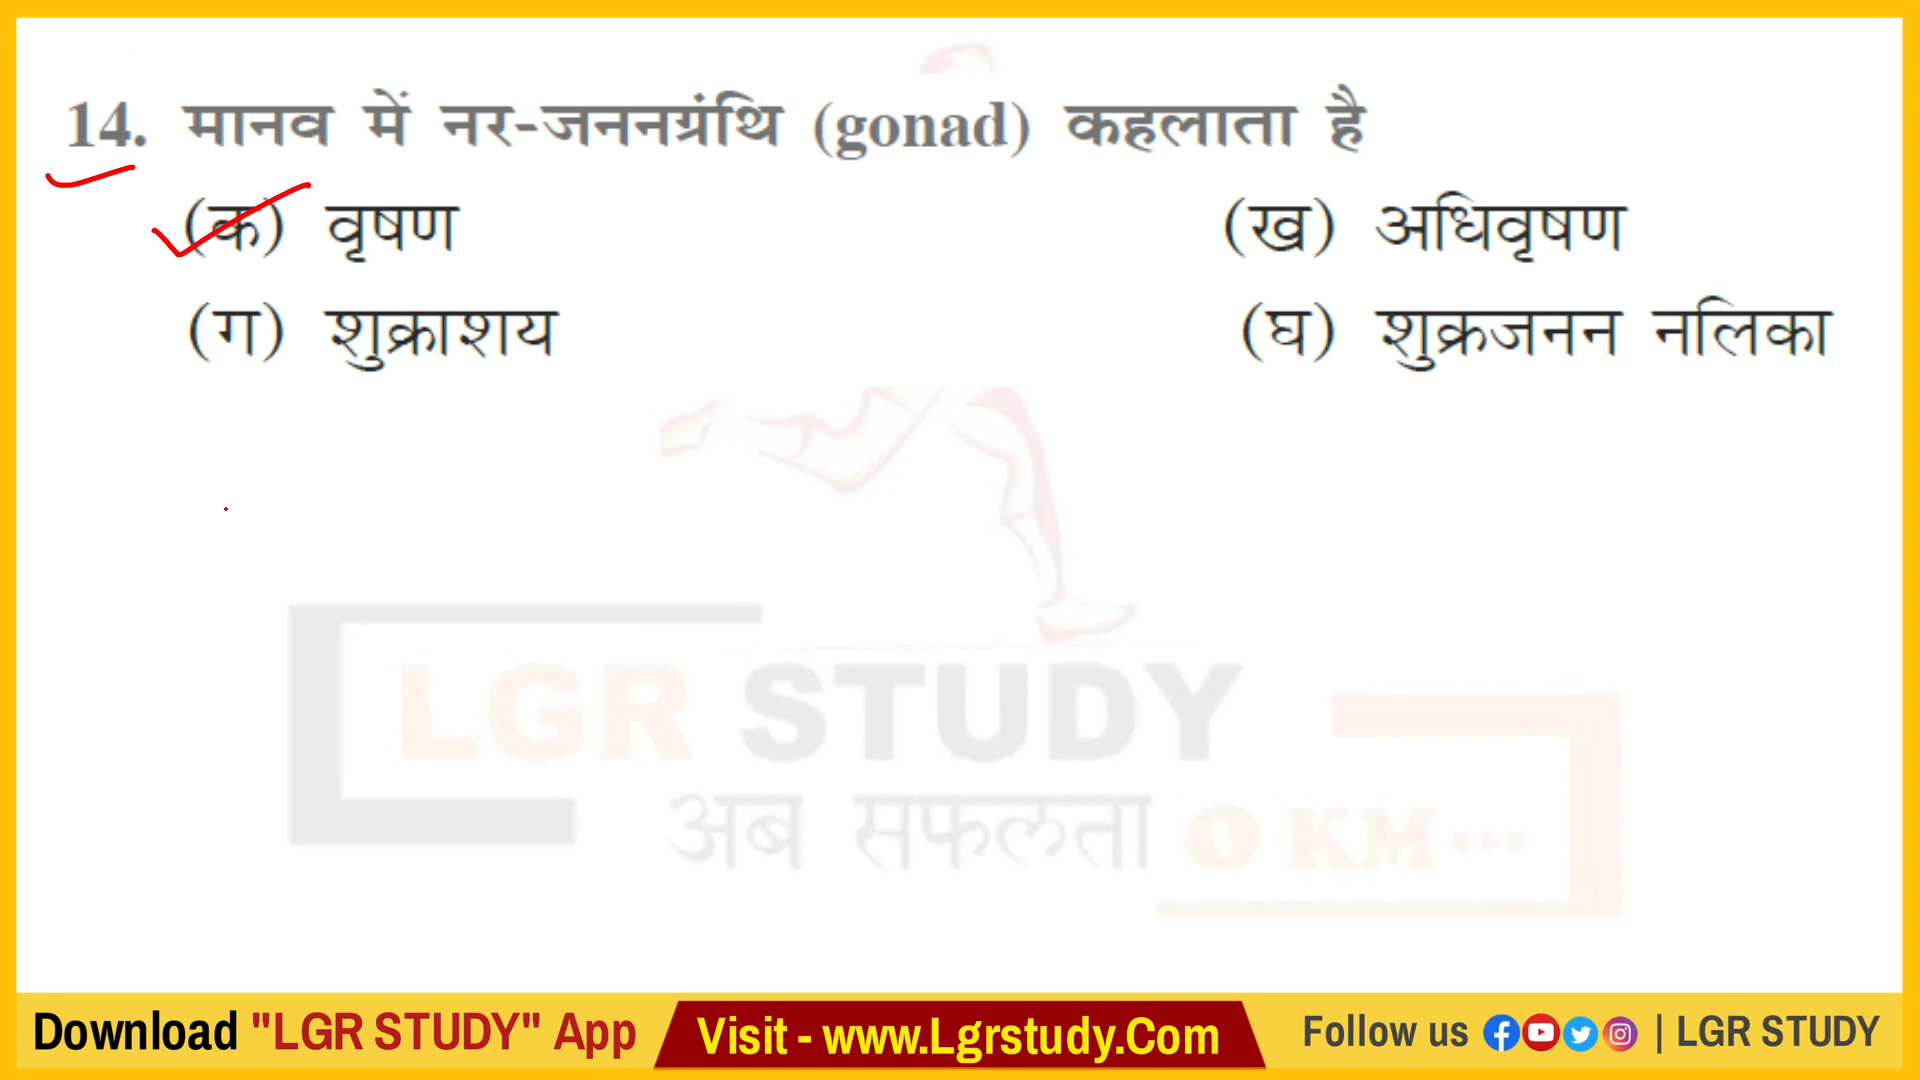 14. मानव में नर-जननग्रंथि (gonad) कहलाता है
(क) वृषण (ख) अधिवृषण
(ग) शुक्राशय (घ) शुक्रजनन नलिका
LGR STUDY
अब सफलता 0 KM...
Download "LGR STUDY" App Visit - www.Lgrstudy.Com Follow us | LGR STUDY